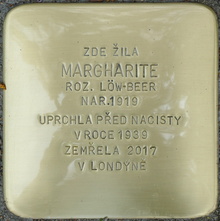 ZDE ŽILA
MARGHARITE
ROZ. LÖW-BEER
NAR.1919
UPRCHLA PŘED NACISTY
V ROCE 1939
ZEMŘELA 2017
V LONDÝNĚ